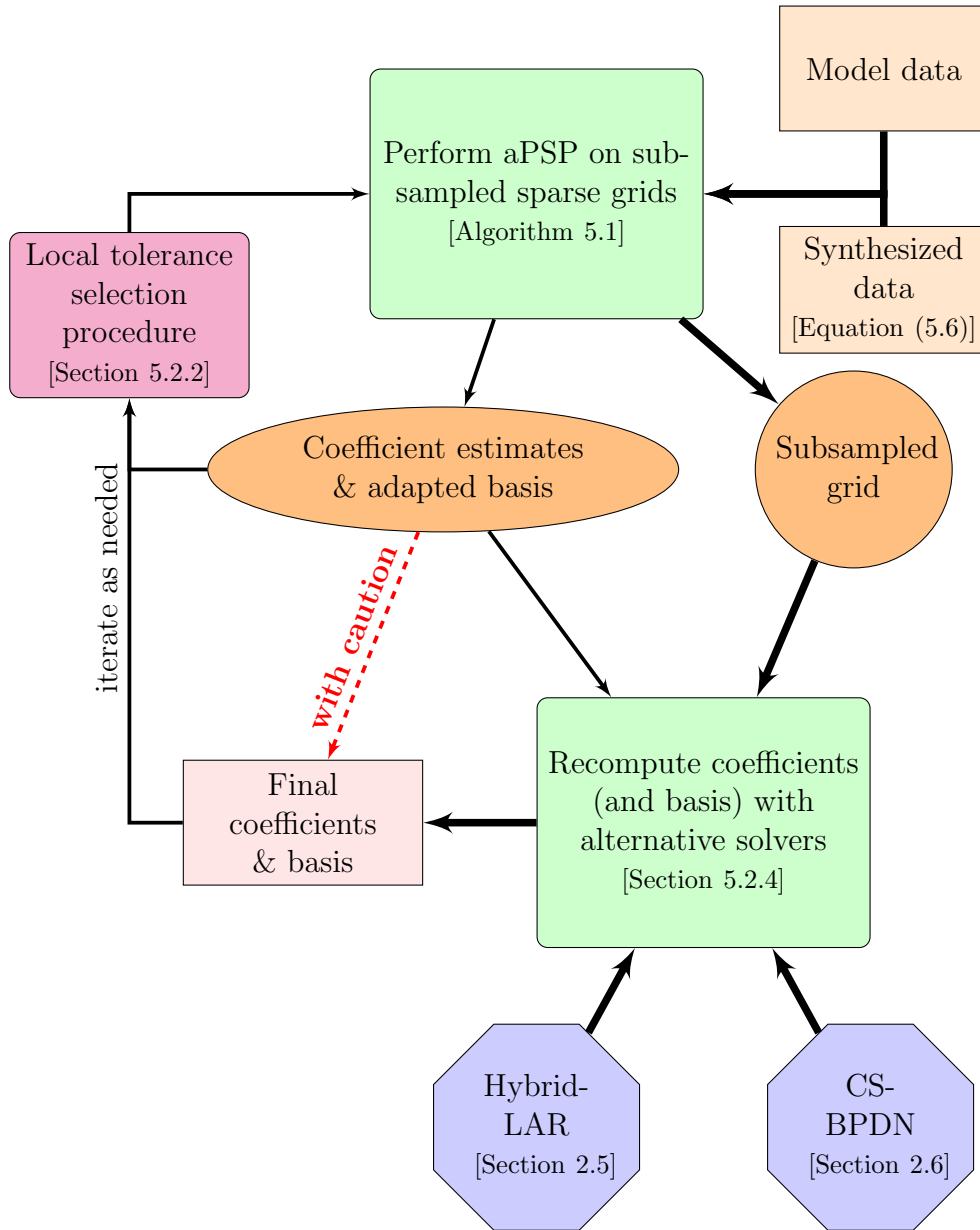 Model data
Perform aPSP on sub-
sampled sparse grids
[Algorithm 5.1]
Synthesized
data
[Equation (5.6)]
Local tolerance
selection
procedure
[Section 5.2.2]
Coefficient estimates
& adapted basis
Subsampled
grid
iterate as needed
with caution
Final
coefficients
& basis
Recompute coefficients
(and basis) with
alternative solvers
[Section 5.2.4]
Hybrid-
LAR
[Section 2.5]
CS-
BPDN
[Section 2.6]